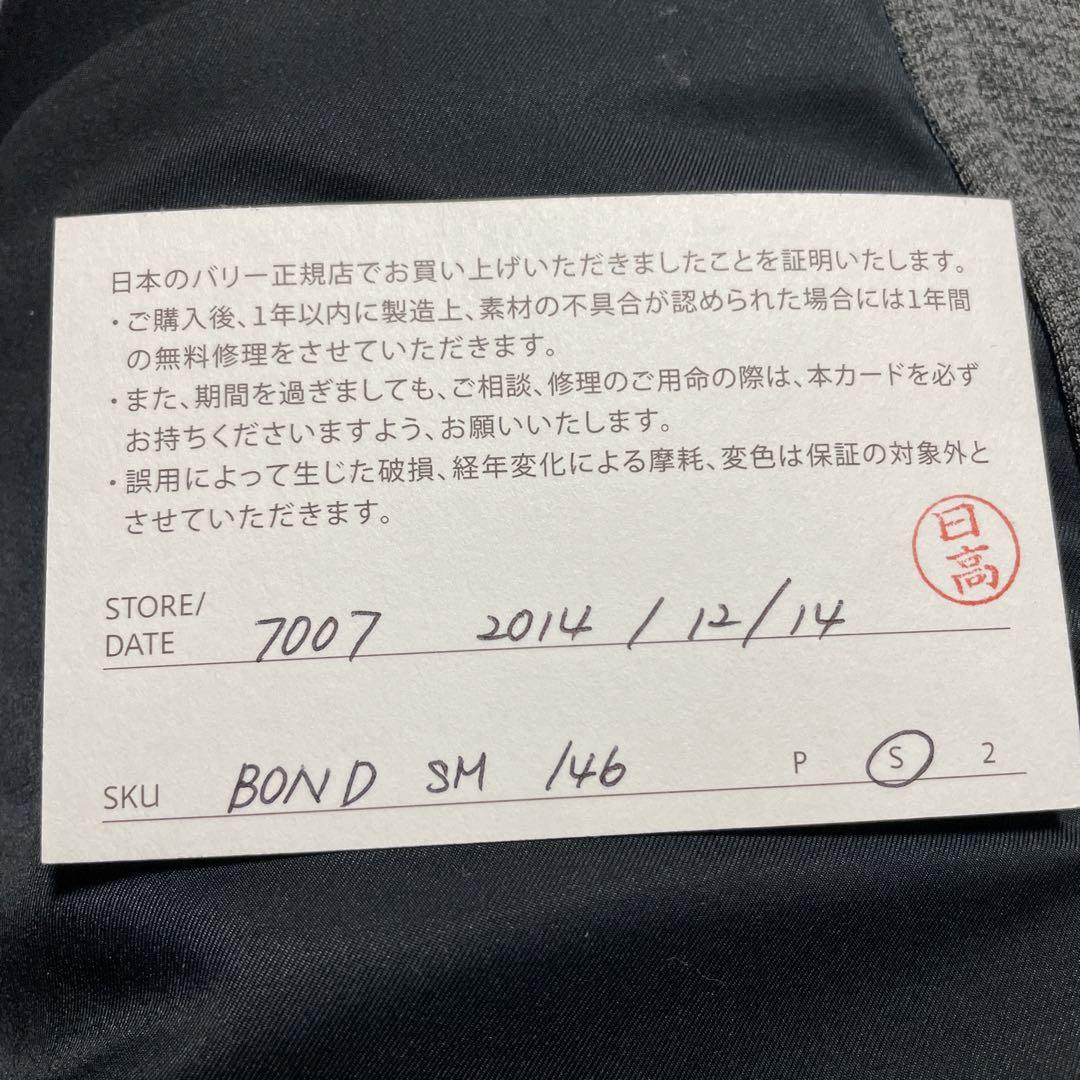 日本のバリー正規店でお買い上げいただきましたことを証明いたします。
・ご購入後、1年以内に製造上、素材の不具合が認められた場合には1年間
の無料修理をさせていただきます。
・また、期間を過ぎましても、ご相談、修理のご用命の際は、本カードを必ず
お持ちくださいますよう、お願いいたします。
・誤用によって生じた破損、経年変化による摩耗、変色は保証の対象外と
させていただきます。
日高
STORE/
DATE 7007 2014/12/14
SKU BOND SM 146 P S 2